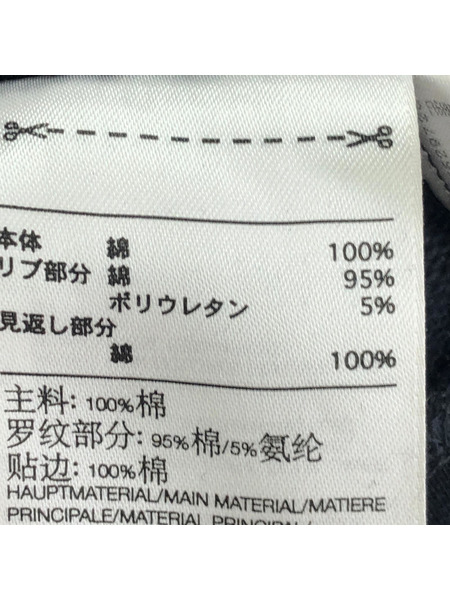 本体 綿 100%
リブ部分 綿 95%
ポリウレタン 5%
見返し部分
綿 100%
主料: 100%棉
罗纹部分: 95%棉/5%氨纶
贴边: 100%棉
HAUPTMATERIAL/MAIN MATERIAL/MATIERE
PRINCIPALE/MATERIAL PRINCIPAL/